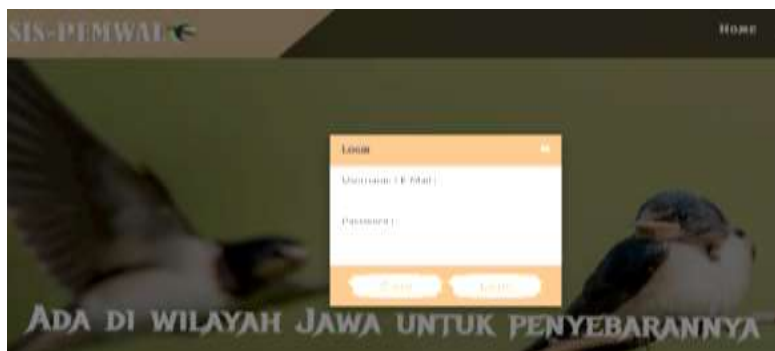 SIS-PEMWAL
Home
Login
Username ( E-Mail )
Password :
ADA DI WILAYAH JAWA UNTUK PENYEBARANNYA